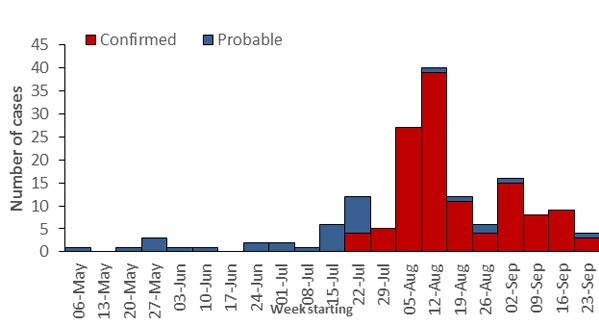 Confirmed Probable
Number of cases
45
40
35
30
25
20
15
10
5
0
06-May
13-May
20-May
27-May
03-Jun
10-Jun
17-Jun
24-Jun
01-Jul
08-Jul
15-Jul
22-Jul
29-Jul
05-Aug
12-Aug
19-Aug
26-Aug
02-Sep
09-Sep
16-Sep
23-Sep
Week starting